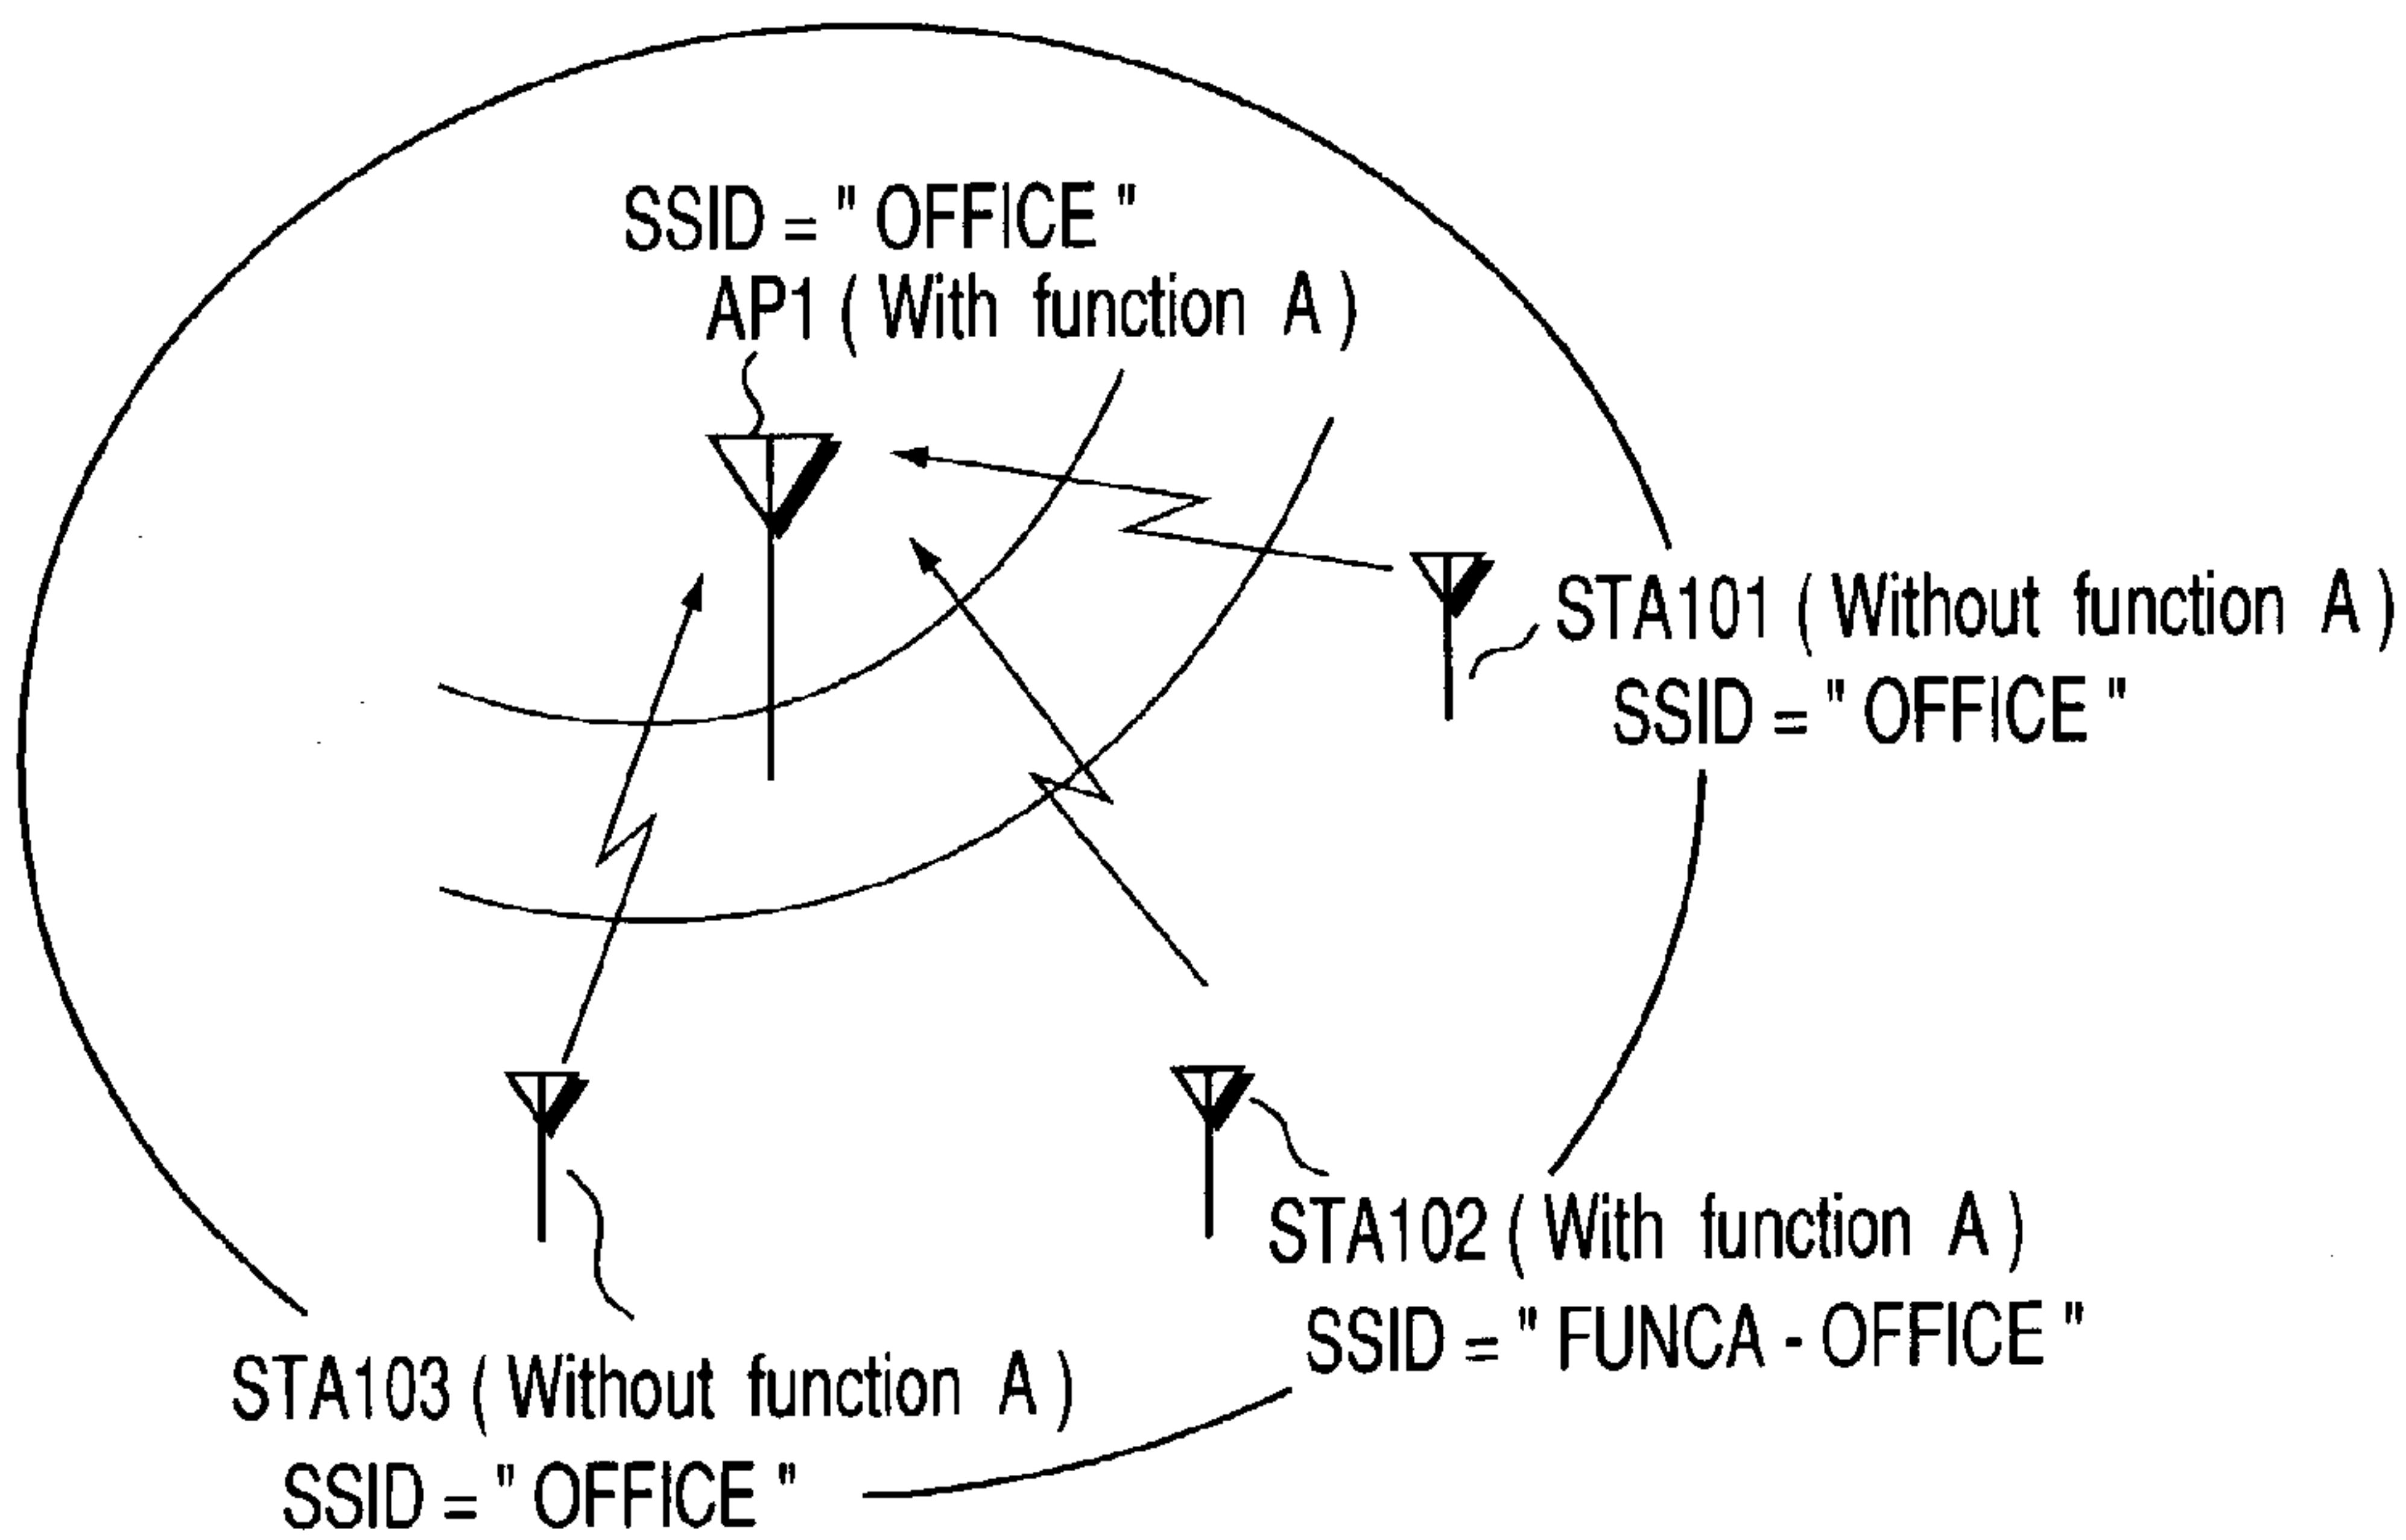 SSID = " OFFICE "
AP1 ( With function A )
STA101 ( Without function A )
SSID = " OFFICE "
STA102 ( With function A )
SSID = " FUNCA - OFFICE "
STA103 ( Without function A )
SSID = " OFFICE "